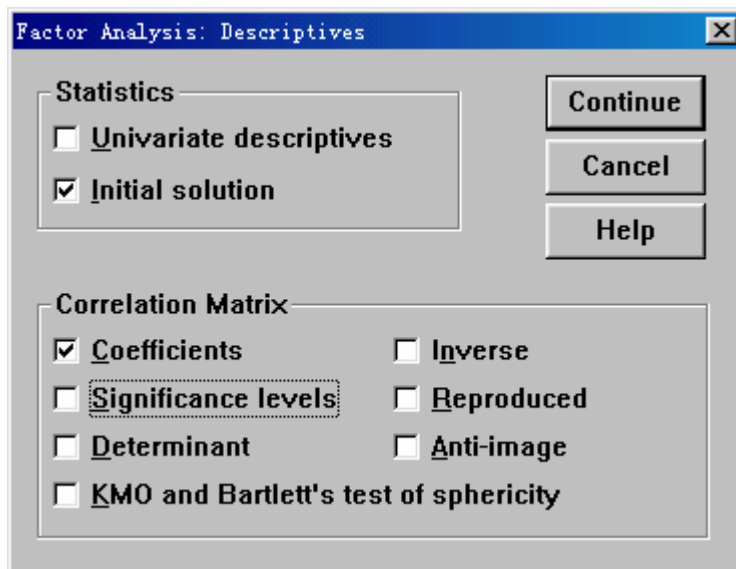 Factor Analysis: Descriptives
Statistics
Univariate descriptives
Initial solution
Continue
Cancel
Help
Correlation Matrix
Coefficients
Inverse
Significance levels
Reproduced
Determinant
Anti-image
KMO and Bartlett's test of sphericity